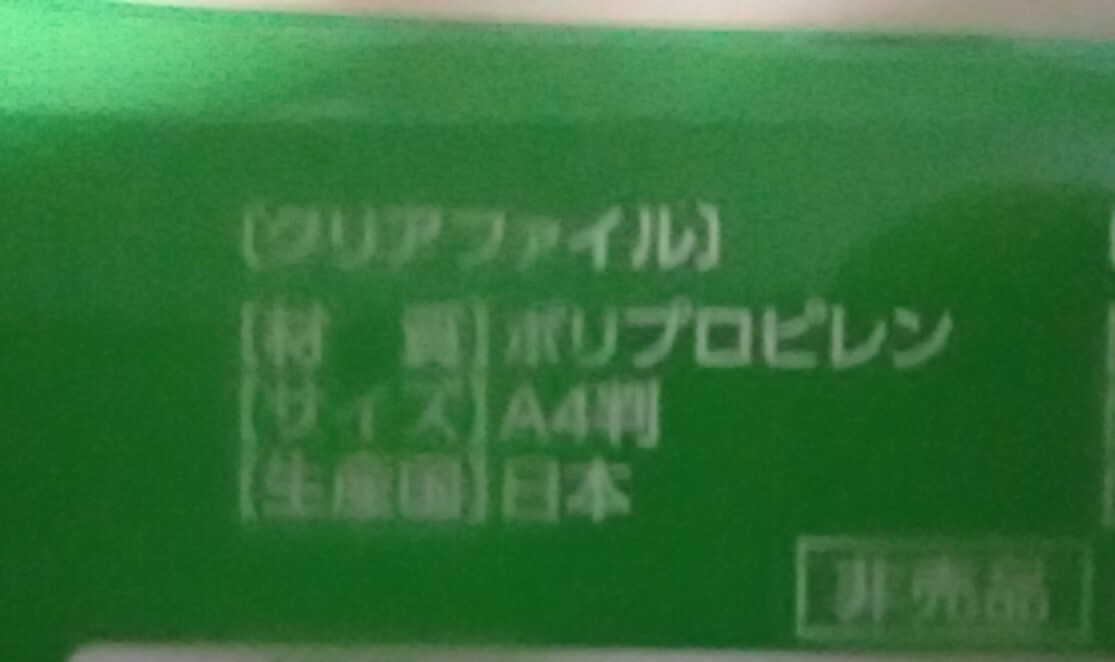 〔クリアファイル〕
〔材　質〕ポリプロピレン
〔サイズ〕A4判
〔生産国〕日本
非売品